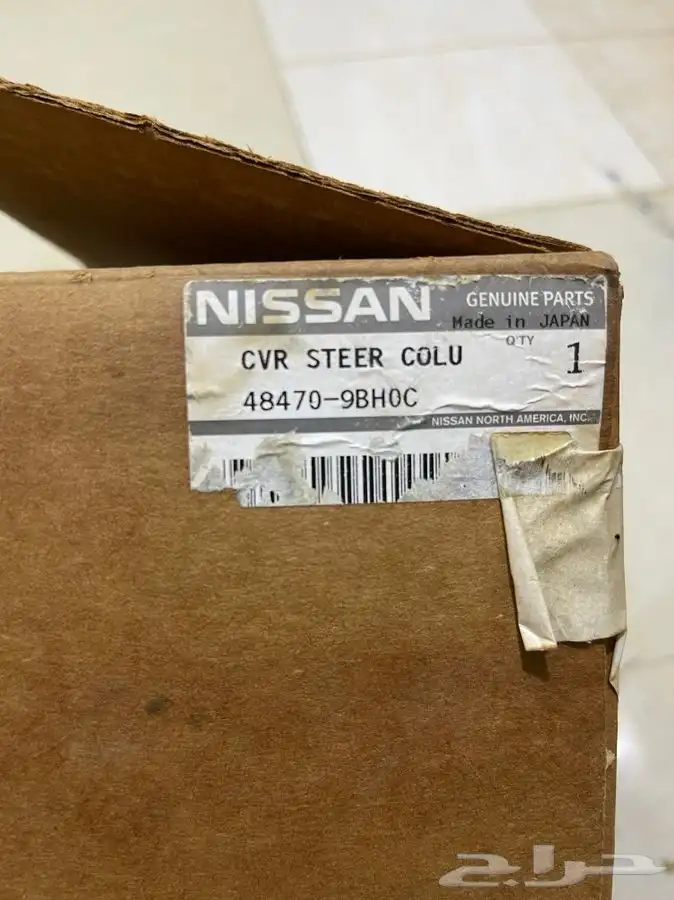 NISSAN GENUINE PARTS
Made in JAPAN
Q'TY
CVR STEER COLU 1
48470-9BH0C
NISSAN NORTH AMERICA, INC.
حراج